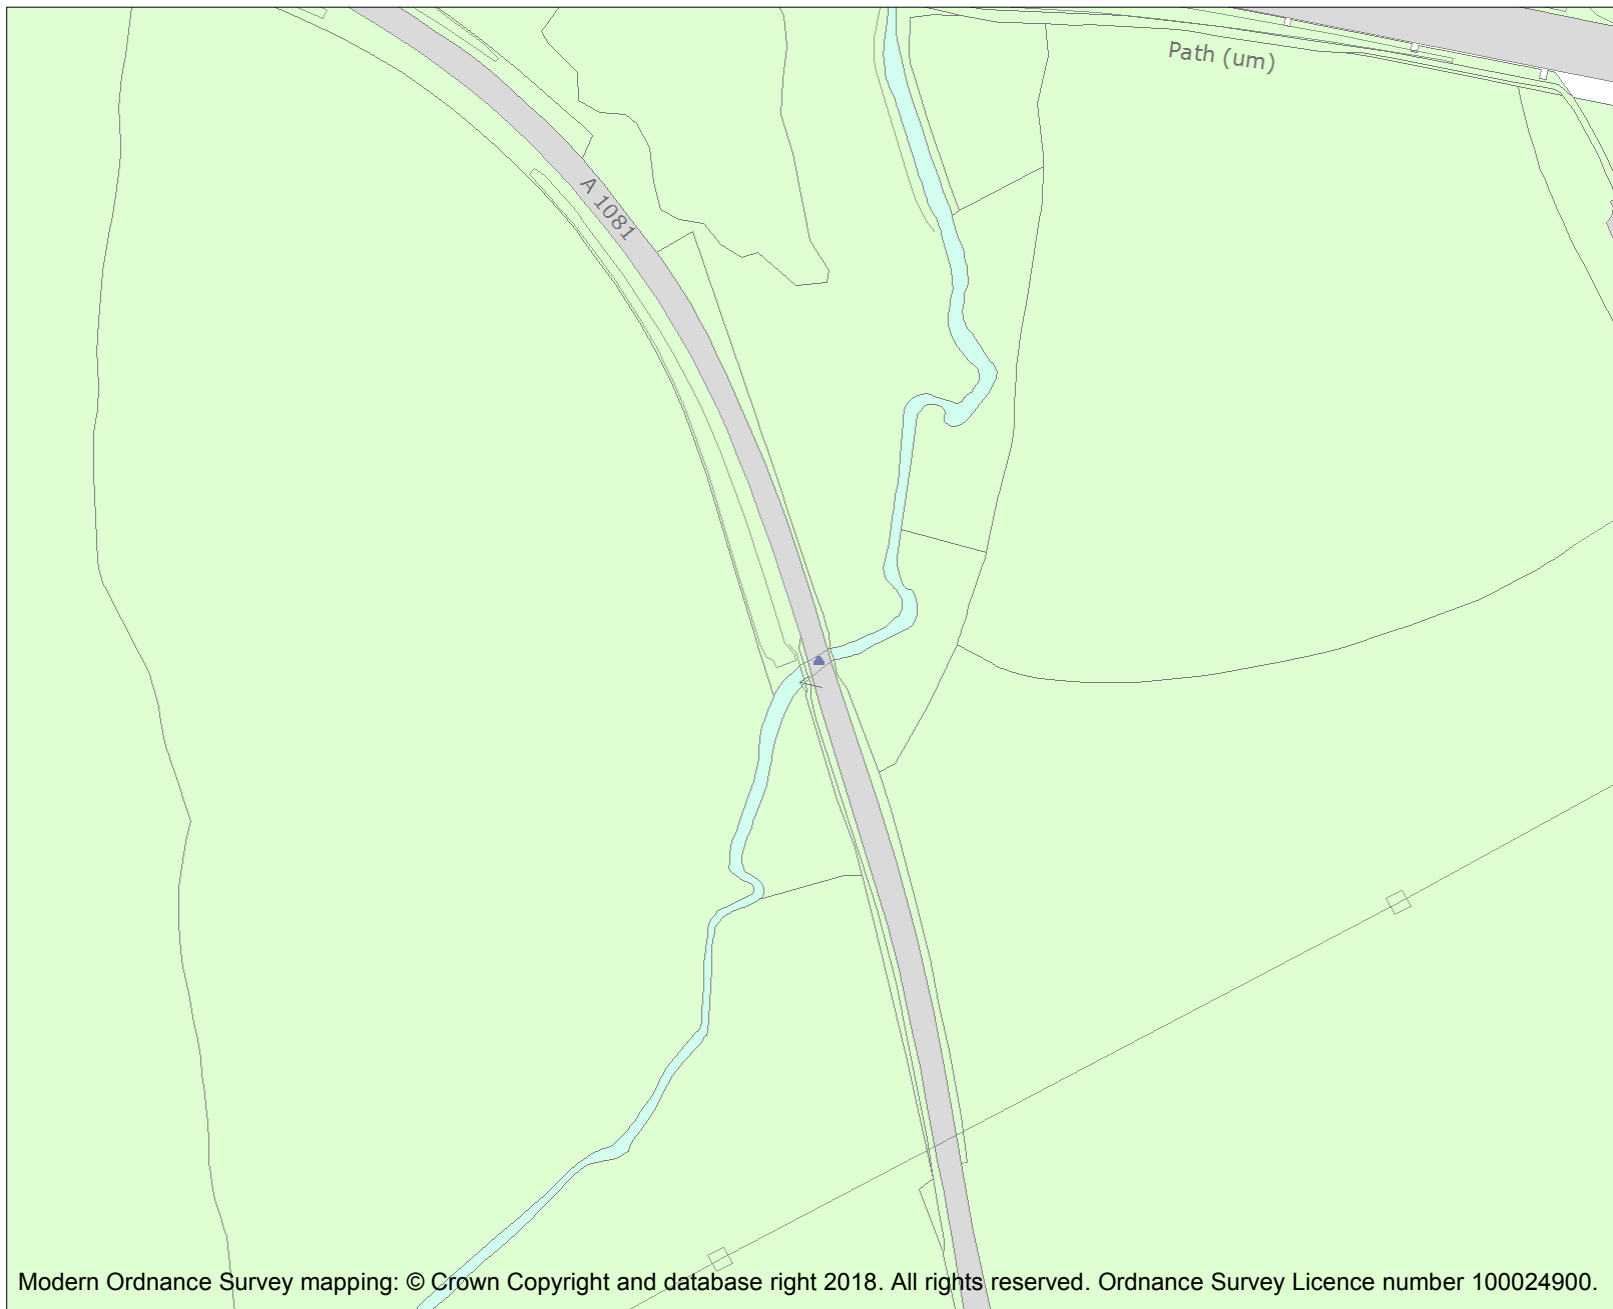 Path (um)
A 1081
Modern Ordnance Survey mapping: © Crown Copyright and database right 2018. All rights reserved. Ordnance Survey Licence number 100024900.